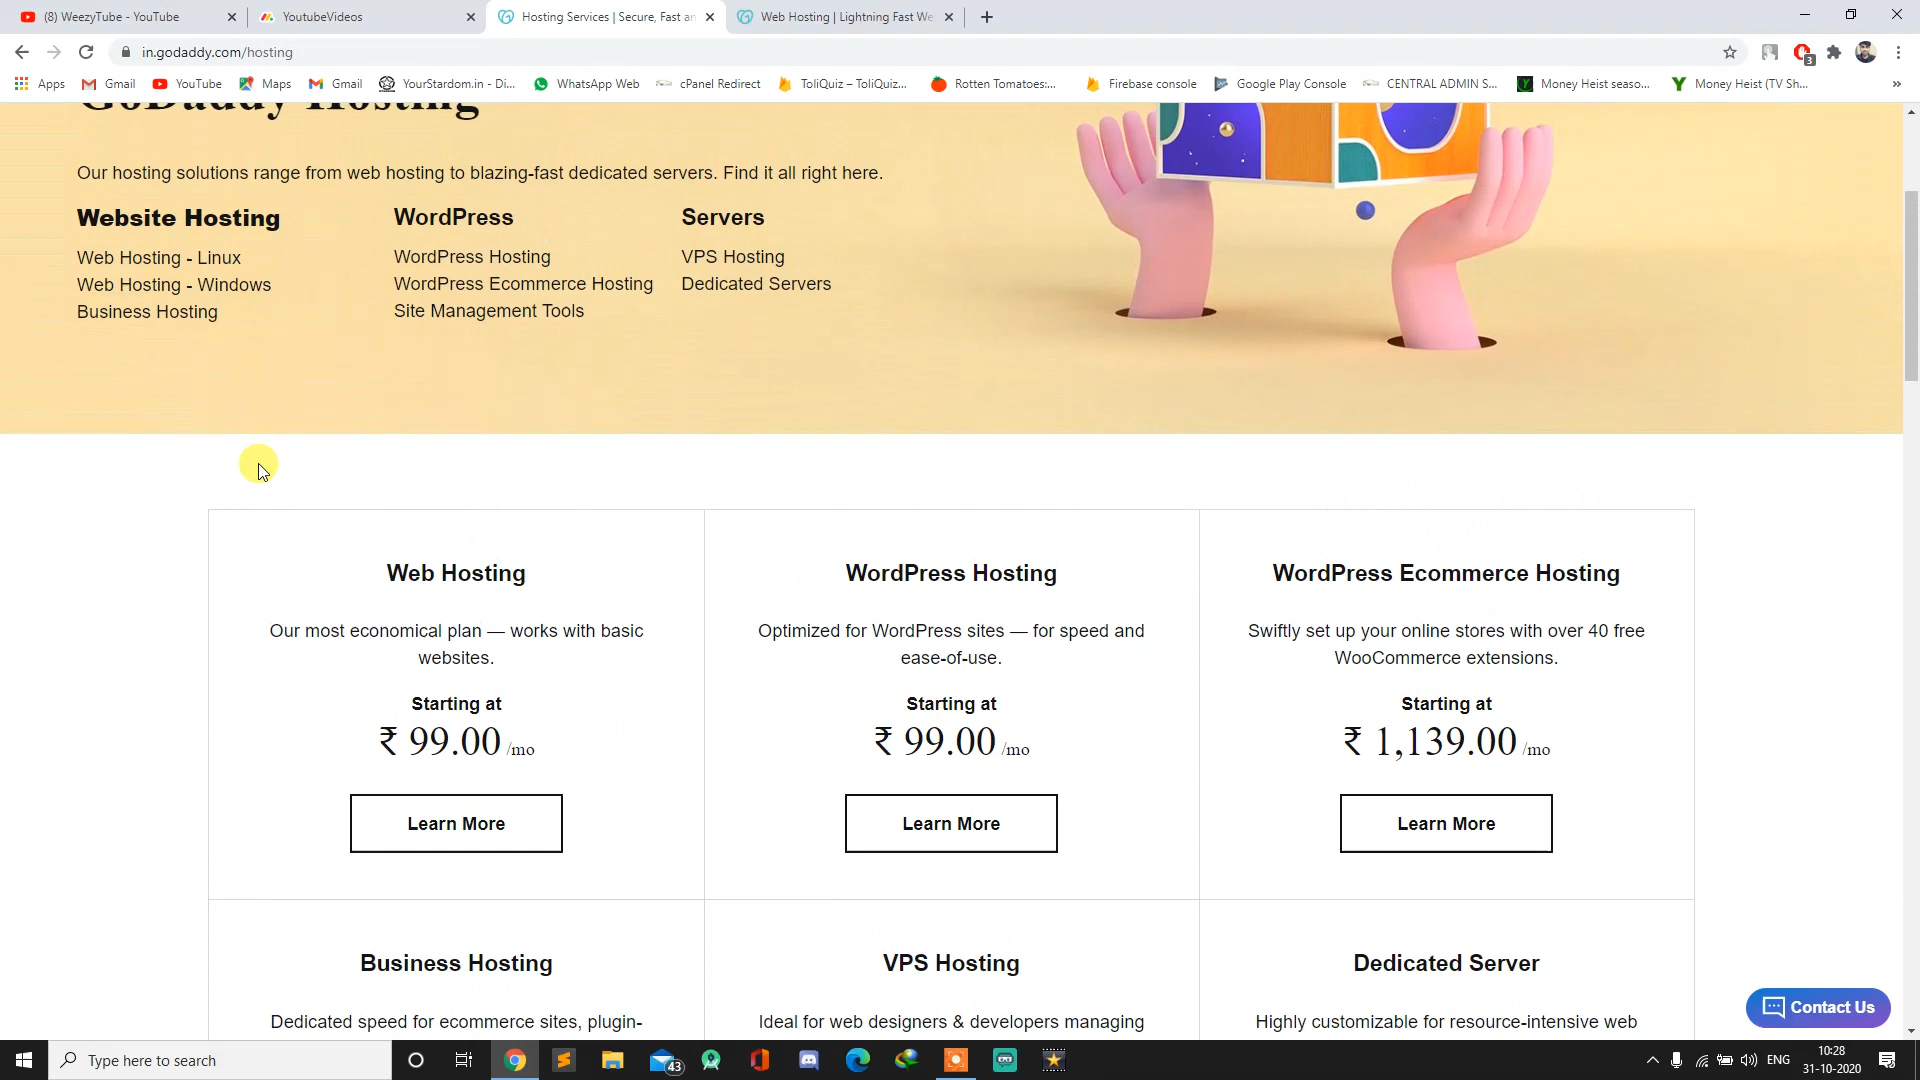 (8) WeezyTube - YouTube
YoutubeVideos
Hosting Services | Secure, Fast an
Web Hosting | Lightning Fast We
in.godaddy.com/hosting
3
Apps
Gmail
YouTube
Maps
Gmail
YourStardom.in - Di...
WhatsApp Web
cPanel Redirect
ToliQuiz – ToliQuiz...
Rotten Tomatoes:...
Firebase console
Google Play Console
CENTRAL ADMIN S...
Money Heist seaso...
Money Heist (TV Sh...
»
GoDaddy Hosting
Our hosting solutions range from web hosting to blazing-fast dedicated servers. Find it all right here.
Website Hosting
Web Hosting - Linux
Web Hosting - Windows
Business Hosting
WordPress
WordPress Hosting
WordPress Ecommerce Hosting
Site Management Tools
Servers
VPS Hosting
Dedicated Servers
Web Hosting
Our most economical plan — works with basic
websites.
Starting at
₹ 99.00 /mo
Learn More
WordPress Hosting
Optimized for WordPress sites — for speed and
ease-of-use.
Starting at
₹ 99.00 /mo
Learn More
WordPress Ecommerce Hosting
Swiftly set up your online stores with over 40 free
WooCommerce extensions.
Starting at
₹ 1,139.00 /mo
Learn More
Business Hosting
Dedicated speed for ecommerce sites, plugin-
VPS Hosting
Ideal for web designers & developers managing
Dedicated Server
Highly customizable for resource-intensive web
Contact Us
Type here to search
43
ENG
10:28
31-10-2020